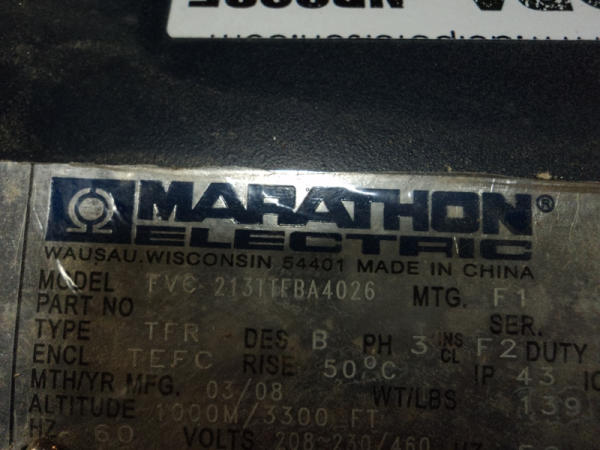 MARATHON®
ELECTRIC
WAUSAU, WISCONSIN 54401 MADE IN CHINA
MODEL FVC 213TTFBA4026 MTG. F1
PART NO SER.
TYPE TFR DES B PH 3 INS CL F2 DUTY
ENCL TEFC RISE 50°C IP 43 IC
MTH/YR MFG. 03/08 WT/LBS 139
ALTITUDE 1000M/3300 FT
HZ 60 VOLTS 208~230/460 HZ